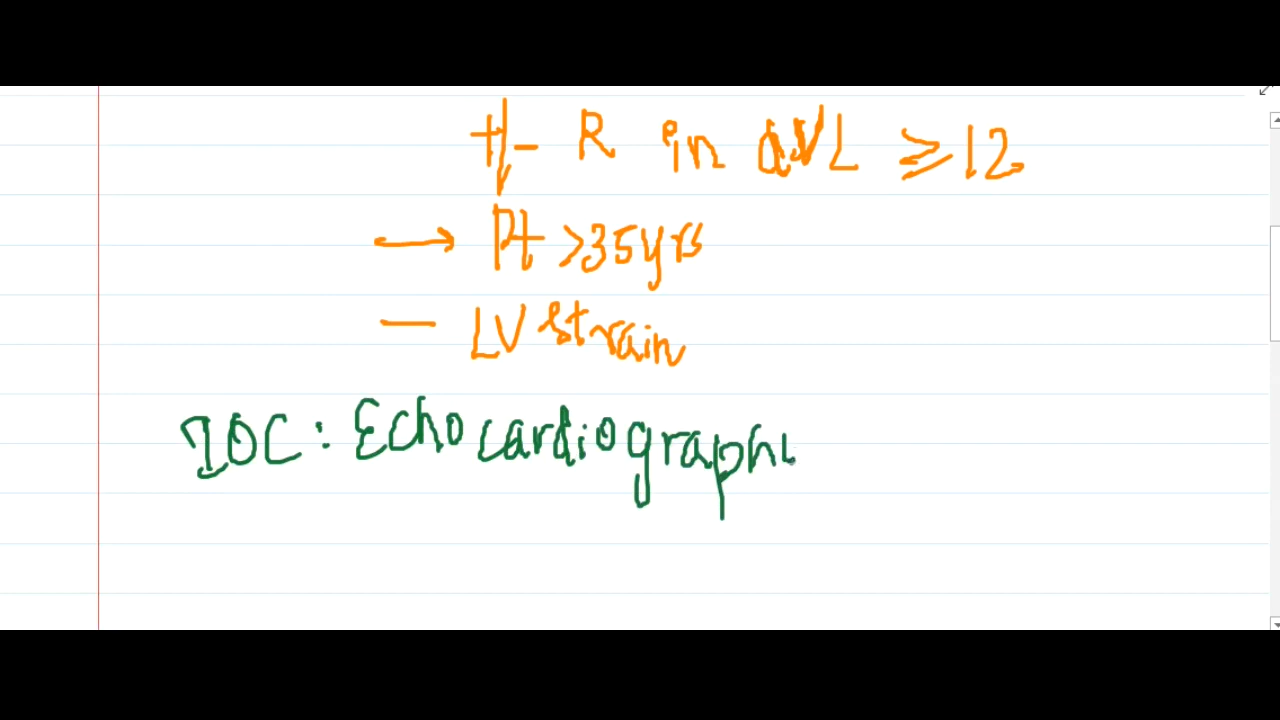 +/- R in aVL ≥ 12
→ Pt >35yrs
— LV strain
IOC : Echocardiograph